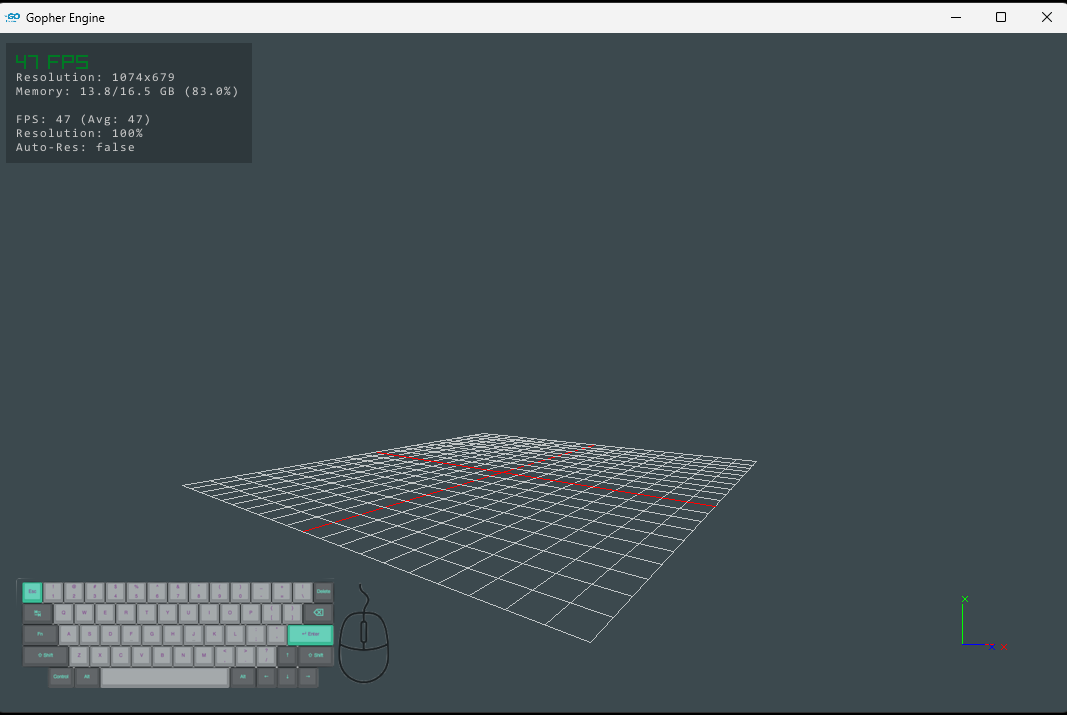 GO Gopher Engine
47 FPS
Resolution: 1074x679
Memory: 13.8/16.5 GB (83.0%)
FPS: 47 (Avg: 47)
Resolution: 100%
Auto-Res: false
Esc
Delete
Q W E R T Y U I O P
Fn A S D F G H J K L Enter
Shift Z X C V B N M Shift
Control Alt Alt
X
X X